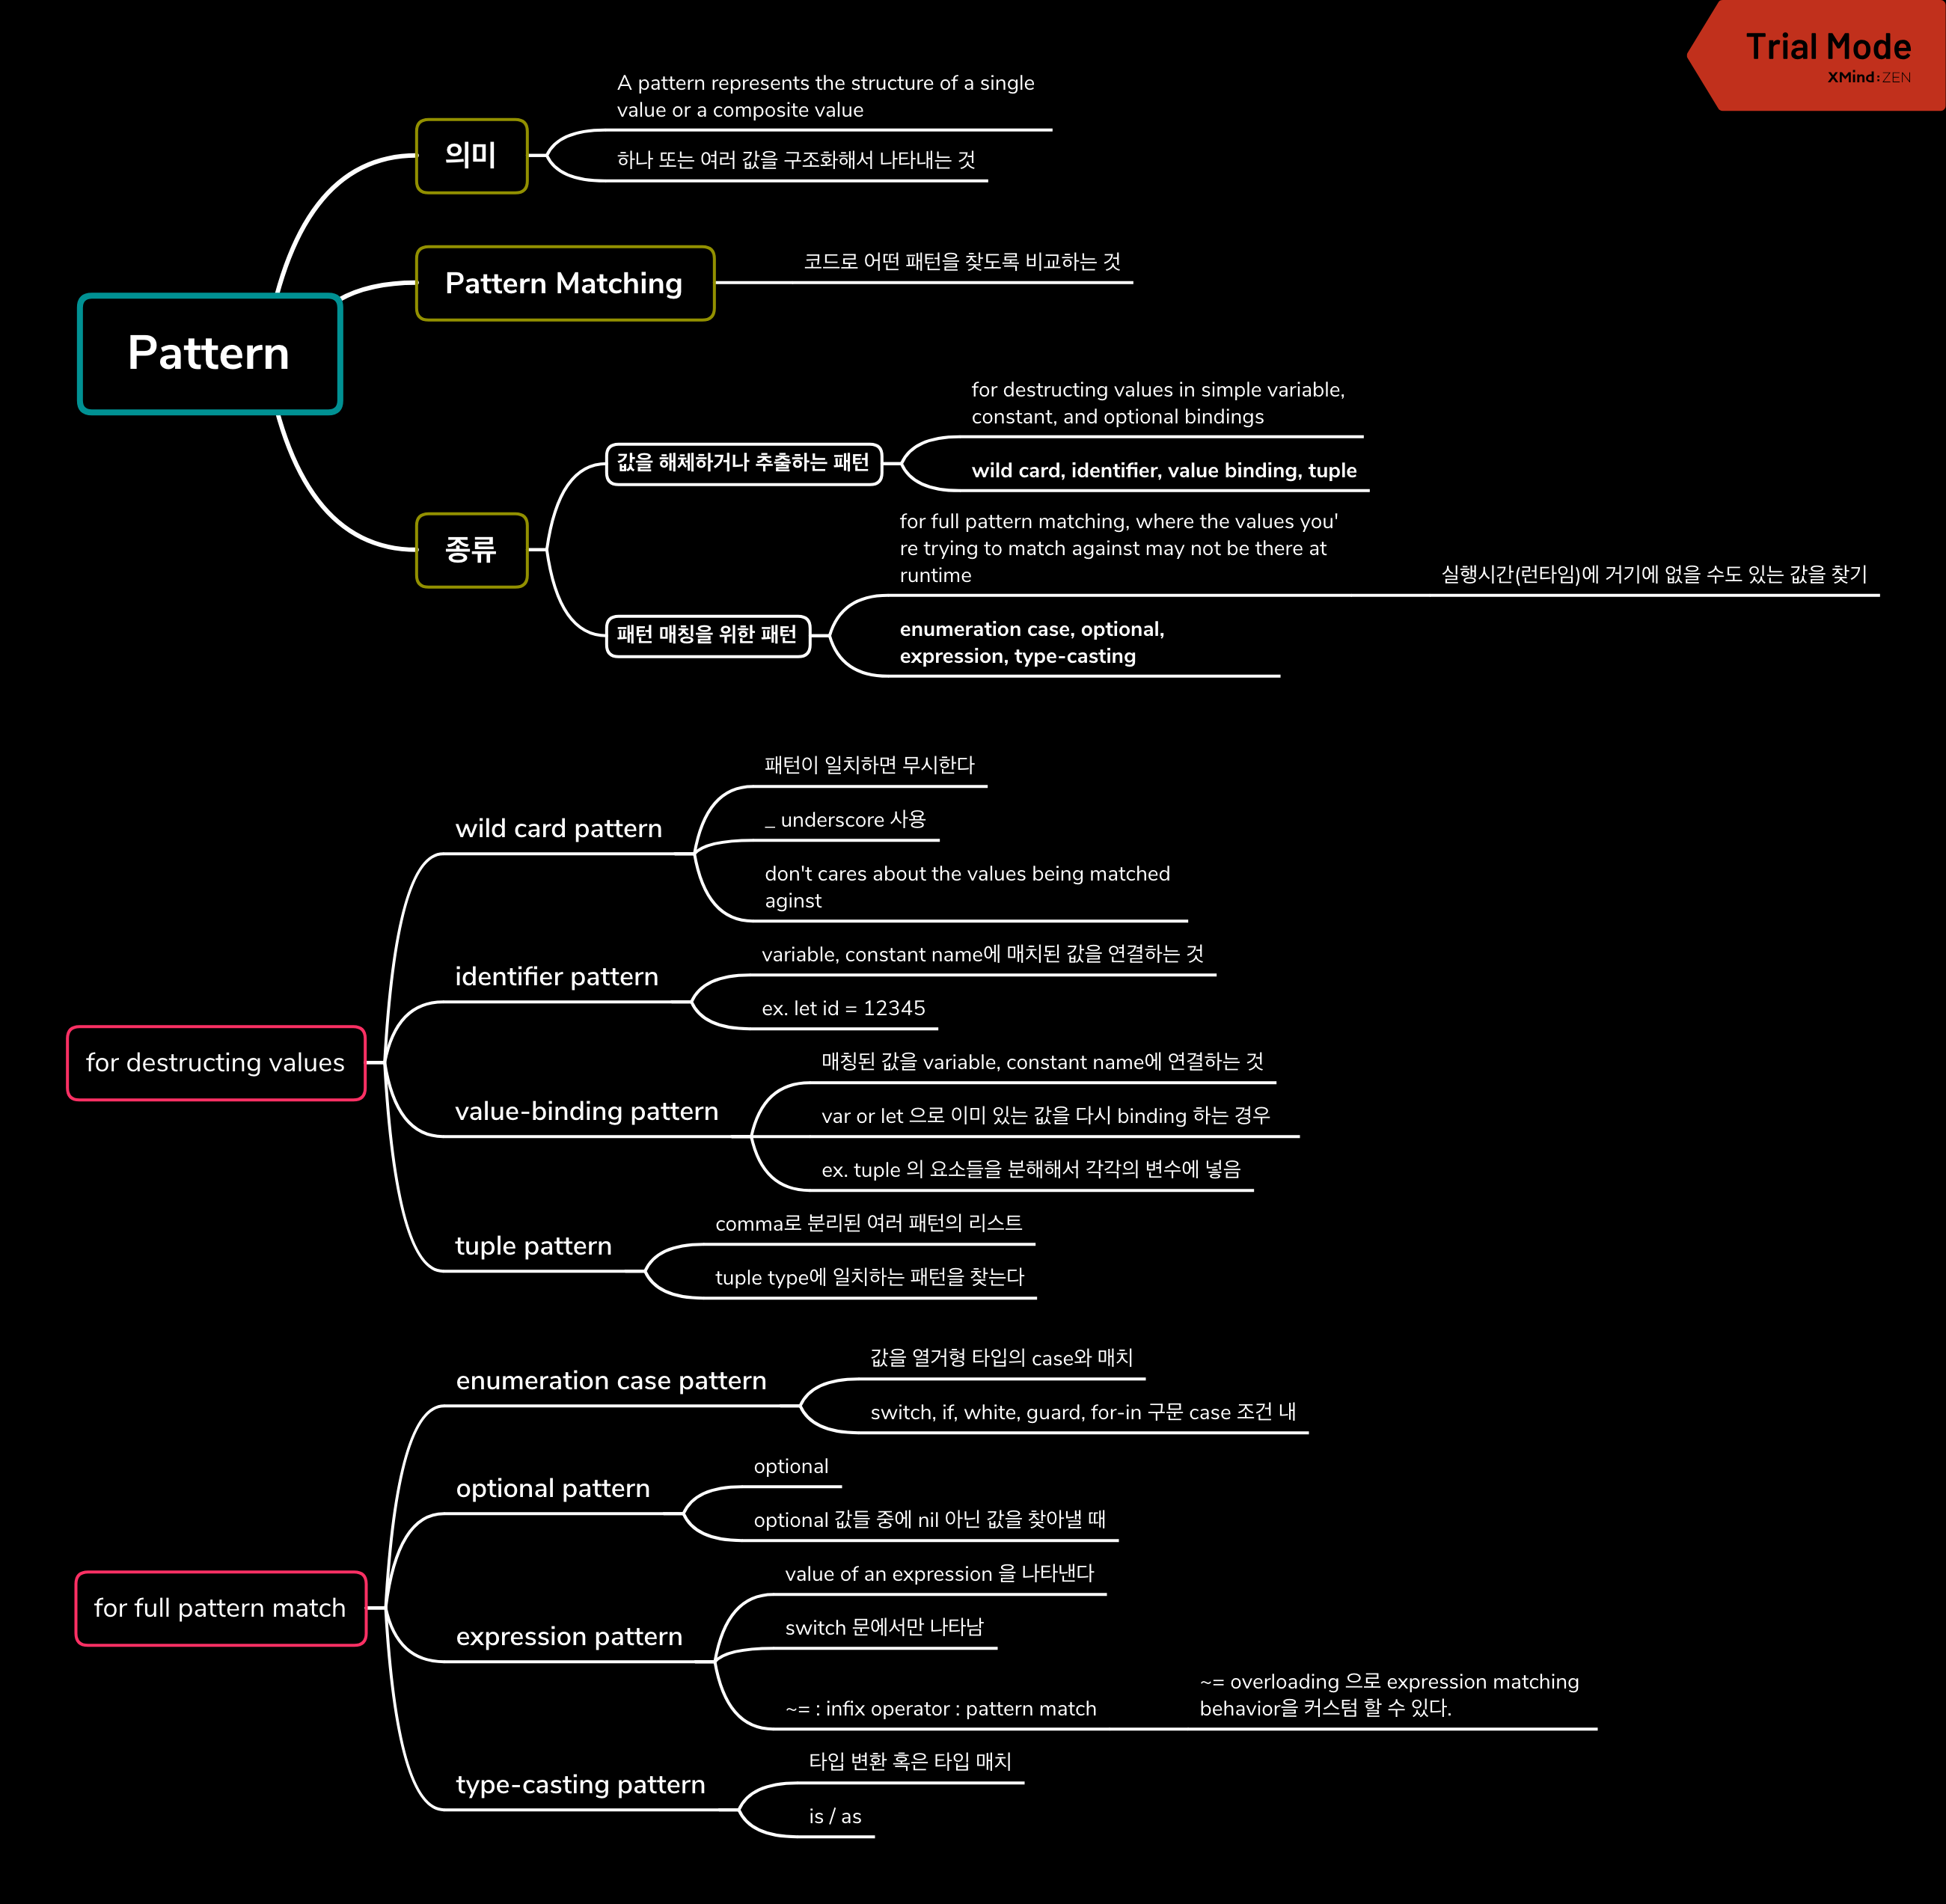 Trial Mode
XMind:ZEN
Pattern
의미
A pattern represents the structure of a single
value or a composite value
하나 또는 여러 값을 구조화해서 나타내는 것
Pattern Matching
코드로 어떤 패턴을 찾도록 비교하는 것
종류
값을 해체하거나 추출하는 패턴
for destructing values in simple variable,
constant, and optional bindings
wild card, identifier, value binding, tuple
패턴 매칭을 위한 패턴
for full pattern matching, where the values you'
re trying to match against may not be there at
runtime
실행시간(런타임)에 거기에 없을 수도 있는 값을 찾기
enumeration case, optional,
expression, type-casting
for destructing values
wild card pattern
패턴이 일치하면 무시한다
_ underscore 사용
don't cares about the values being matched
aginst
identifier pattern
variable, constant name에 매치된 값을 연결하는 것
ex. let id = 12345
value-binding pattern
매칭된 값을 variable, constant name에 연결하는 것
var or let 으로 이미 있는 값을 다시 binding 하는 경우
ex. tuple 의 요소들을 분해해서 각각의 변수에 넣음
tuple pattern
comma로 분리된 여러 패턴의 리스트
tuple type에 일치하는 패턴을 찾는다
for full pattern match
enumeration case pattern
값을 열거형 타입의 case와 매치
switch, if, white, guard, for-in 구문 case 조건 내
optional pattern
optional
optional 값들 중에 nil 아닌 값을 찾아낼 때
expression pattern
value of an expression 을 나타낸다
switch 문에서만 나타남
~= : infix operator : pattern match
~= overloading 으로 expression matching
behavior을 커스텀 할 수 있다.
type-casting pattern
타입 변환 혹은 타입 매치
is / as